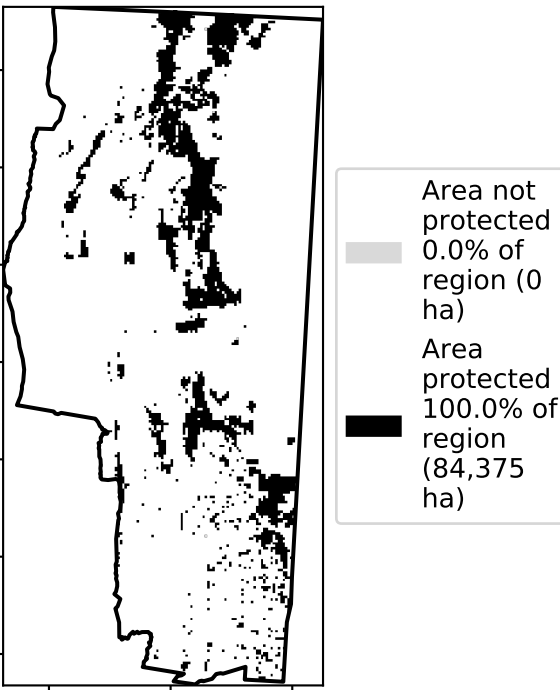 Area not
protected
0.0% of
region (0
ha)
Area
protected
100.0% of
region
(84,375
ha)